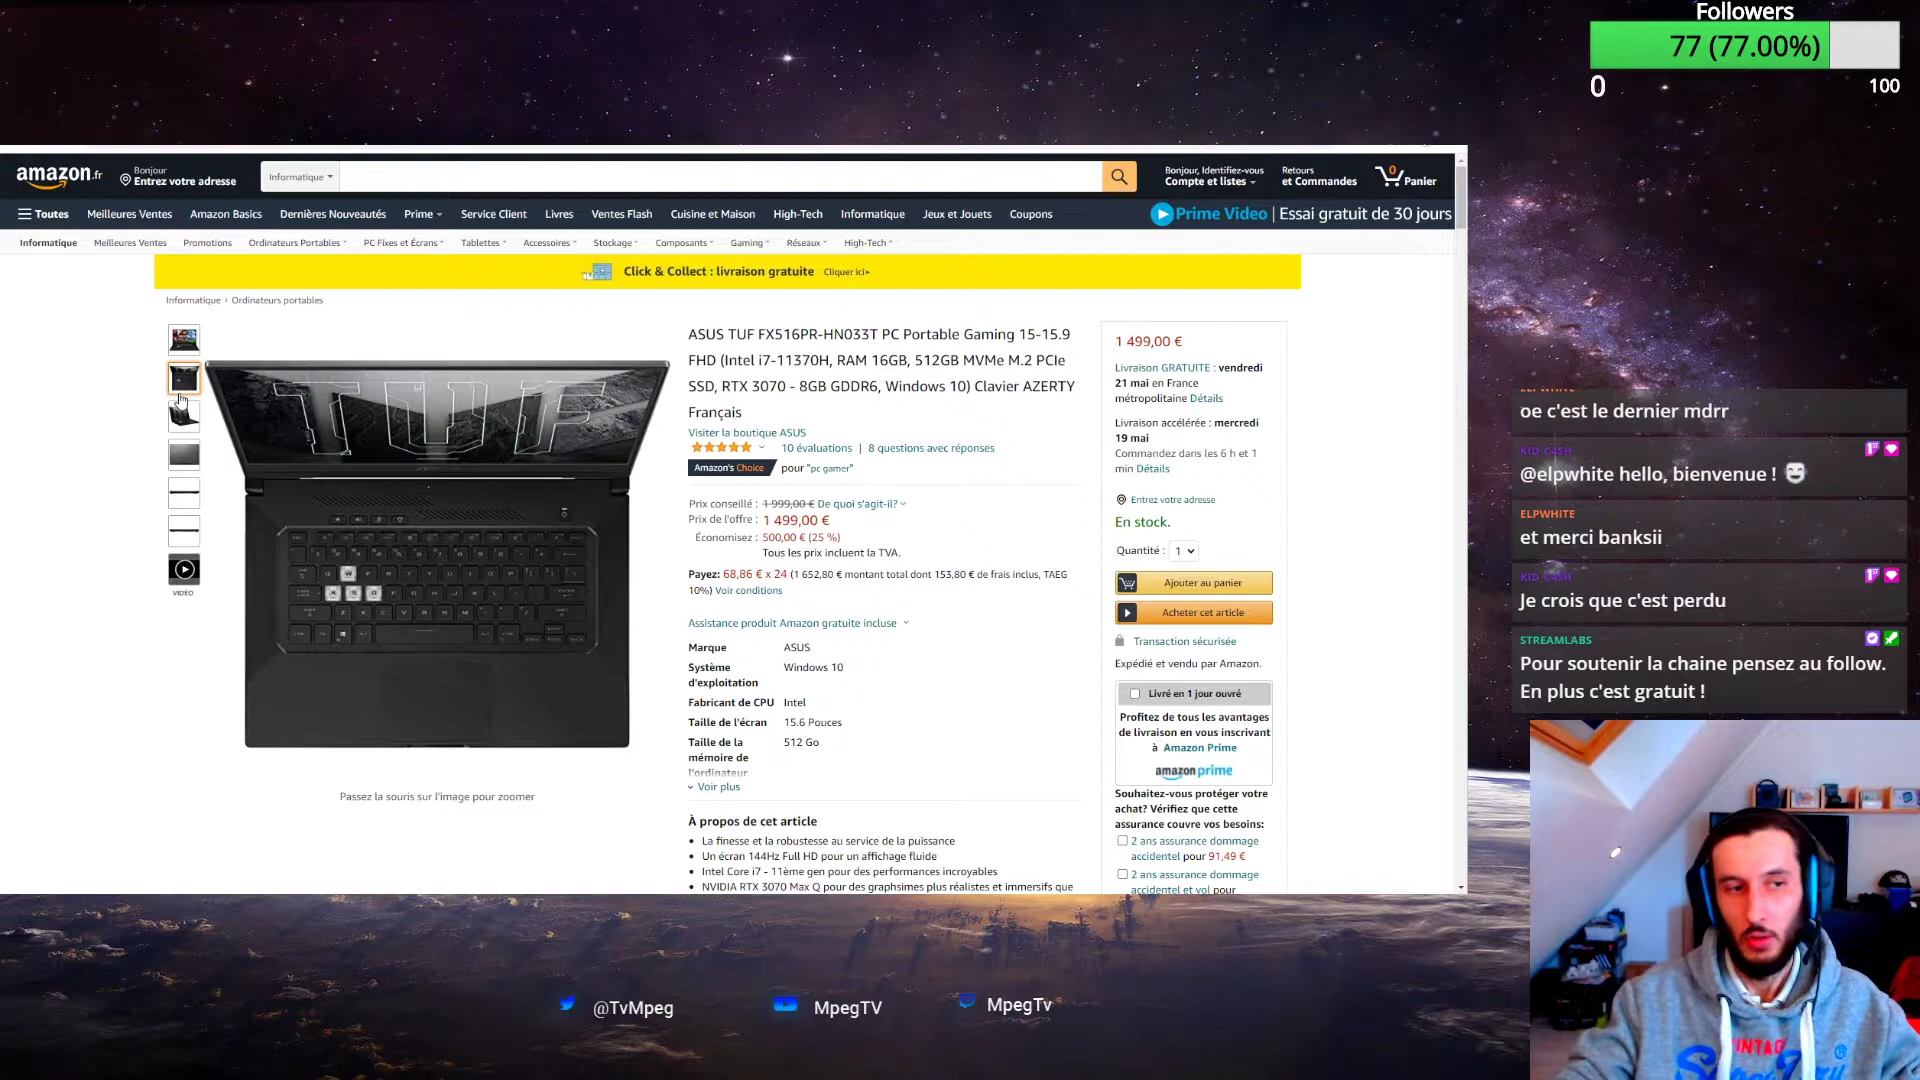 Followers
77 (77.00%)
0
100
amazon.fr
Bonjour
Entrez votre adresse
Informatique
Bonjour, Identifiez-vous
Compte et listes
Retours
et Commandes
0
Panier
Toutes
Meilleures Ventes
Amazon Basics
Dernières Nouveautés
Prime
Service Client
Livres
Ventes Flash
Cuisine et Maison
High-Tech
Informatique
Jeux et Jouets
Coupons
Prime Video | Essai gratuit de 30 jours
Informatique
Meilleures Ventes
Promotions
Ordinateurs Portables
PC Fixes et Écrans
Tablettes
Accessoires
Stockage
Composants
Gaming
Réseaux
High-Tech
Click & Collect : livraison gratuite Cliquer ici
Informatique › Ordinateurs portables
TUF
VIDÉO
Passez la souris sur l'image pour zoomer
ASUS TUF FX516PR-HN033T PC Portable Gaming 15-15.9
FHD (Intel i7-11370H, RAM 16GB, 512GB MVMe M.2 PCIe
SSD, RTX 3070 - 8GB GDDR6, Windows 10) Clavier AZERTY
Français
Visiter la boutique ASUS
10 évaluations | 8 questions avec réponses
Amazon's Choice pour "pc gamer"
Prix conseillé : 1 999,00 € De quoi s'agit-il?
Prix de l'offre : 1 499,00 €
Économisez : 500,00 € (25 %)
Tous les prix incluent la TVA.
Payez: 68,86 € x 24 (1 652,80 € montant total dont 153,80 € de frais inclus, TAEG
10%) Voir conditions
Assistance produit Amazon gratuite incluse
Marque ASUS
Système Windows 10
d'exploitation
Fabricant de CPU Intel
Taille de l'écran 15.6 Pouces
Taille de la 512 Go
mémoire de
l'ordinateur
Voir plus
À propos de cet article
La finesse et la robustesse au service de la puissance
Un écran 144Hz Full HD pour un affichage fluide
Intel Core i7 - 11ème gen pour des performances incroyables
NVIDIA RTX 3070 Max Q pour des graphsimes plus réalistes et immersifs que
1 499,00 €
Livraison GRATUITE : vendredi
21 mai en France
métropolitaine Détails
Livraison accélérée : mercredi
19 mai
Commandez dans les 6 h et 1
min Détails
Entrez votre adresse
En stock.
Quantité : 1
Ajouter au panier
Acheter cet article
Transaction sécurisée
Expédié et vendu par Amazon.
Livré en 1 jour ouvré
Profitez de tous les avantages
de livraison en vous inscrivant
à Amazon Prime
amazon prime
Souhaitez-vous protéger votre
achat? Vérifiez que cette
assurance couvre vos besoins:
2 ans assurance dommage
accidentel pour 91,49 €
2 ans assurance dommage
accidentel et vol pour
ELPWHITE
oe c'est le dernier mdrr
KID C4SH
@elpwhite hello, bienvenue !
ELPWHITE
et merci banksii
KID C4SH
Je crois que c'est perdu
STREAMLABS
Pour soutenir la chaine pensez au follow.
En plus c'est gratuit !
@TvMpeg
MpegTV
MpegTv
VINTAG